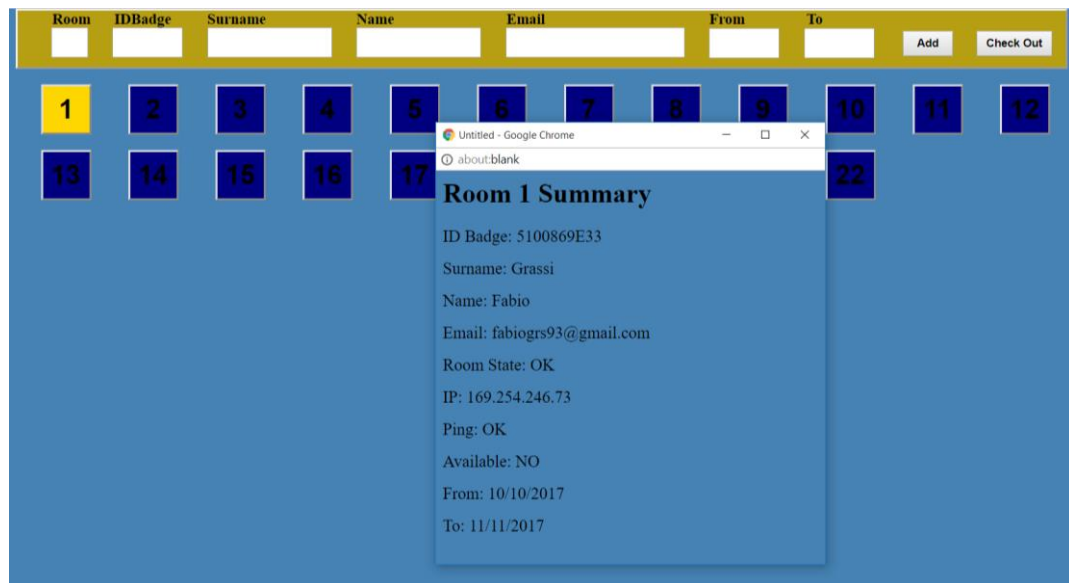 Room IDBadge Surname Name Email From To
Add Check Out
1 2 3 4 5 6 7 8 9 10 11 12
Untitled - Google Chrome
about:blank
13 14 15 16 17 22
Room 1 Summary
ID Badge: 5100869E33
Surname: Grassi
Name: Fabio
Email: fabiogrs93@gmail.com
Room State: OK
IP: 169.254.246.73
Ping: OK
Available: NO
From: 10/10/2017
To: 11/11/2017